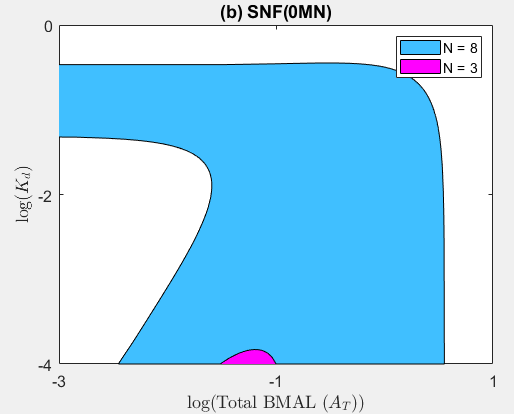 (b) SNF(0MN)
N = 8
N = 3
0
-2
-4
log(K_d)
-3
-1
1
log(Total BMAL (A_T))